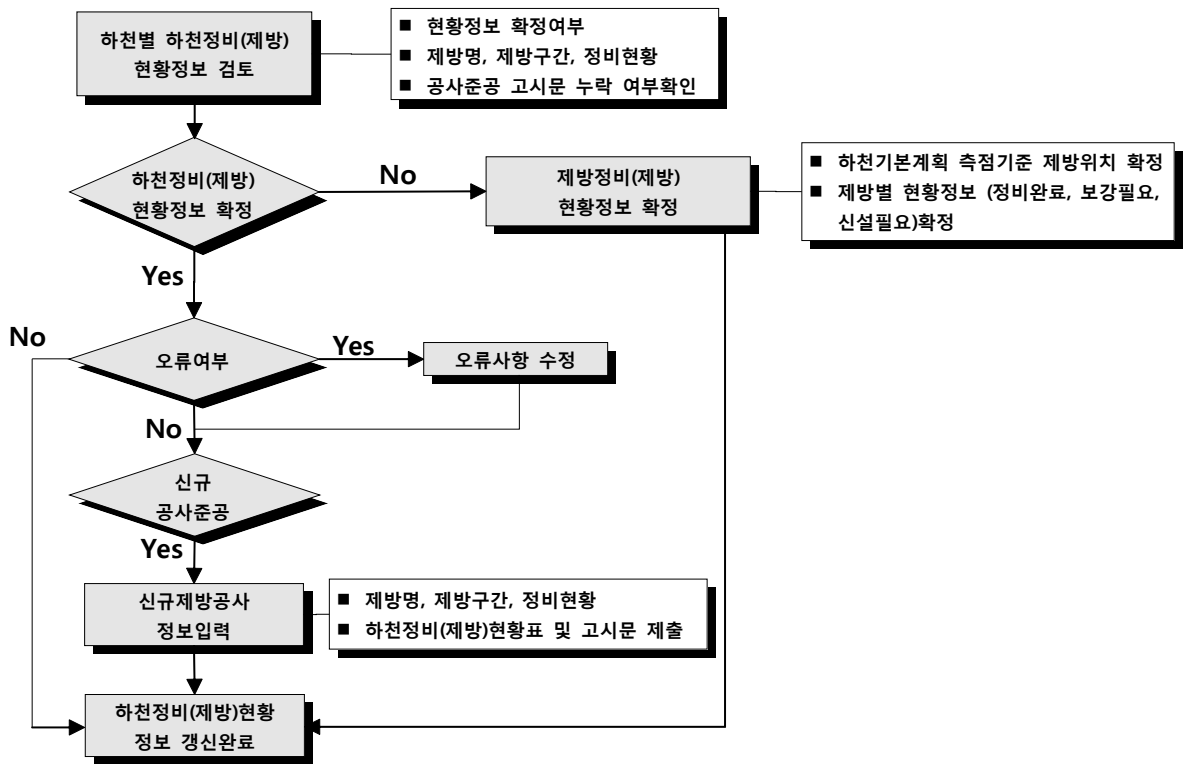 하천별 하천정비(제방)
현황정보 검토
■ 현황정보 확정여부
■ 제방명, 제방구간, 정비현황
■ 공사준공 고시문 누락 여부확인
하천정비(제방)
현황정보 확정
No
제방정비(제방)
현황정보 확정
■ 하천기본계획 측점기준 제방위치 확정
■ 제방별 현황정보 (정비완료, 보강필요,
신설필요)확정
Yes
No
오류여부
Yes
오류사항 수정
No
신규
공사준공
Yes
신규제방공사
정보입력
■ 제방명, 제방구간, 정비현황
■ 하천정비(제방)현황표 및 고시문 제출
하천정비(제방)현황
정보 갱신완료